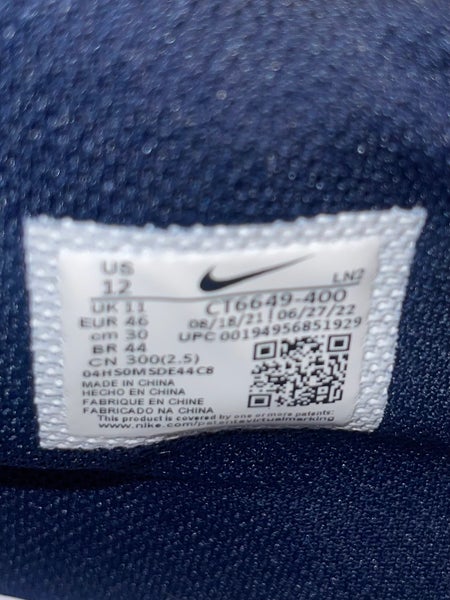 US
12
LN2
UK 11
CT6649-400
EUR 46
08/18/21 | 06/27/22
cm 30
UPC 00194956851929
BR 44
CN 300(2.5)
04HS0MSDE44C8
MADE IN CHINA
HECHO EN CHINA
FABRIQUE EN CHINE
FABRICADO NA CHINA
This product is covered by one or more patents:
www.nike.com/patentsvirtualmarking